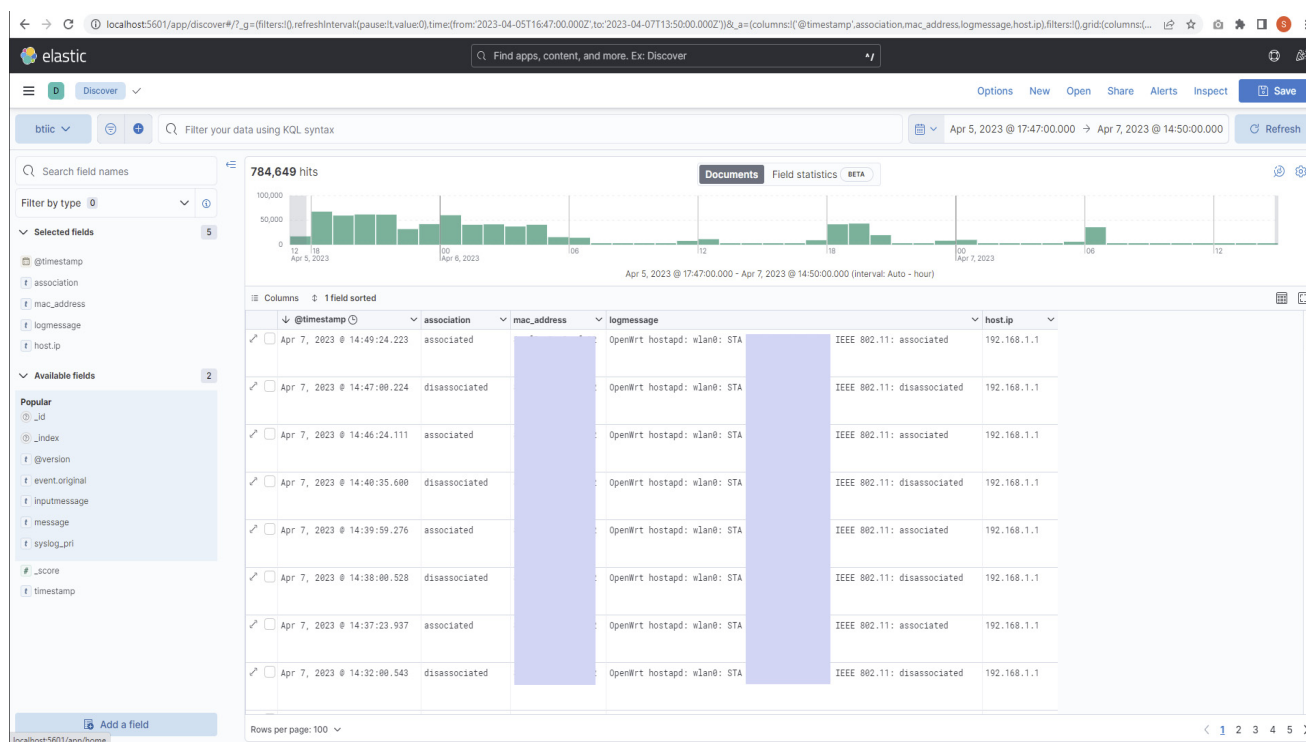 localhost:5601/app/discover#/?_g=(filters:!(),refreshInterval:(pause:!t,value:0),time:(from:'2023-04-05T16:47:00.000Z',to:'2023-04-07T13:50:00.000Z'))&_a=(columns:!('@timestamp',association,mac_address,logmessage,host.ip),filters:!(),grid:(columns:(... S
elastic Find apps, content, and more. Ex: Discover ^/
D Discover Options New Open Share Alerts Inspect Save
btiic Filter your data using KQL syntax Apr 5, 2023 @ 17:47:00.000 → Apr 7, 2023 @ 14:50:00.000 Refresh
Search field names
Filter by type 0
Selected fields 5
@timestamp
t association
t mac_address
t logmessage
t host.ip
Available fields 2
Popular
_id
_index
t @version
t event.original
t inputmessage
t message
t syslog_pri
# _score
t timestamp
Add a field
localhost:5601/app/home
784,649 hits Documents Field statistics BETA
100,000
50,000
0
12 18 00 06 12 18 00 06 12
Apr 5, 2023 Apr 6, 2023 Apr 7, 2023
Apr 5, 2023 @ 17:47:00.000 - Apr 7, 2023 @ 14:50:00.000 (interval: Auto - hour)
Columns 1 field sorted
@timestamp association mac_address logmessage host.ip
Apr 7, 2023 @ 14:49:24.223 associated OpenWrt hostapd: wlan0: STA IEEE 802.11: associated 192.168.1.1
Apr 7, 2023 @ 14:47:00.224 disassociated OpenWrt hostapd: wlan0: STA IEEE 802.11: disassociated 192.168.1.1
Apr 7, 2023 @ 14:46:24.111 associated OpenWrt hostapd: wlan0: STA IEEE 802.11: associated 192.168.1.1
Apr 7, 2023 @ 14:40:35.600 disassociated OpenWrt hostapd: wlan0: STA IEEE 802.11: disassociated 192.168.1.1
Apr 7, 2023 @ 14:39:59.276 associated OpenWrt hostapd: wlan0: STA IEEE 802.11: associated 192.168.1.1
Apr 7, 2023 @ 14:38:00.528 disassociated OpenWrt hostapd: wlan0: STA IEEE 802.11: disassociated 192.168.1.1
Apr 7, 2023 @ 14:37:23.937 associated OpenWrt hostapd: wlan0: STA IEEE 802.11: associated 192.168.1.1
Apr 7, 2023 @ 14:32:00.543 disassociated OpenWrt hostapd: wlan0: STA IEEE 802.11: disassociated 192.168.1.1
Rows per page: 100 1 2 3 4 5